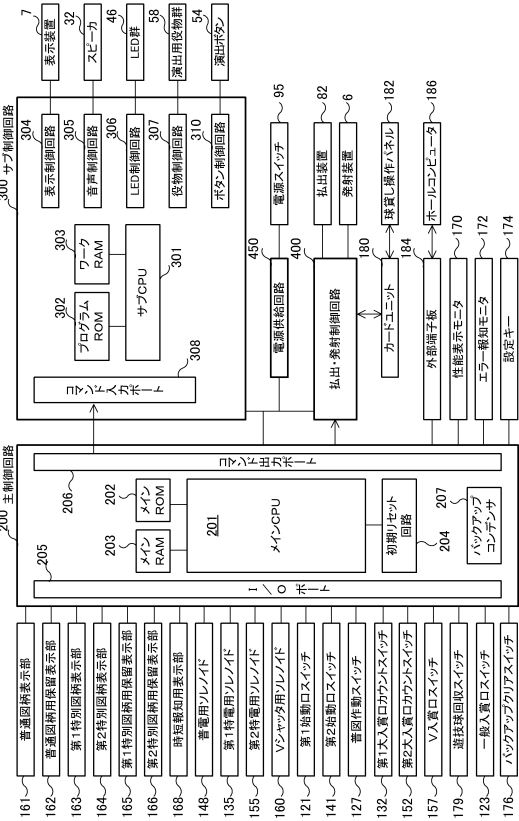 300 サブ制御回路
表示装置
7
スピーカ
32
LED群
46
演出用役物群
58
演出ボタン
54
表示制御回路
304
音声制御回路
305
LED制御回路
306
役物制御回路
307
ボタン制御回路
310
ワーク
RAM
303
プログラム
ROM
302
サブCPU
301
コマンド入力ポート
308
電源スイッチ
95
電源供給回路
450
払出装置
82
発射装置
6
払出・発射制御回路
400
球貸し操作パネル
182
カードユニット
180
ホールコンピュータ
186
外部端子板
184
性能表示モニタ
170
エラー報知モニタ
172
設定キー
174
200 主制御回路
コマンド出力ポート
206
メイン
ROM
202
メイン
RAM
203
201
メインCPU
初期リセット
回路
204
バックアップ
コンデンサ
207
I/Oポート
205
普通図柄表示部
161
普通図柄用保留表示部
162
第1特別図柄表示部
163
第2特別図柄表示部
164
第1特別図柄用保留表示部
165
第2特別図柄用保留表示部
166
時短報知用表示部
168
普電用ソレノイド
148
第1特電用ソレノイド
135
第2特電用ソレノイド
155
Vシャッタ用ソレノイド
160
第1始動口スイッチ
121
第2始動口スイッチ
141
普図作動スイッチ
127
第1大入賞口カウントスイッチ
132
第2大入賞口カウントスイッチ
152
V入賞口スイッチ
157
遊技球回収スイッチ
179
一般入賞口スイッチ
123
バックアップクリアスイッチ
176